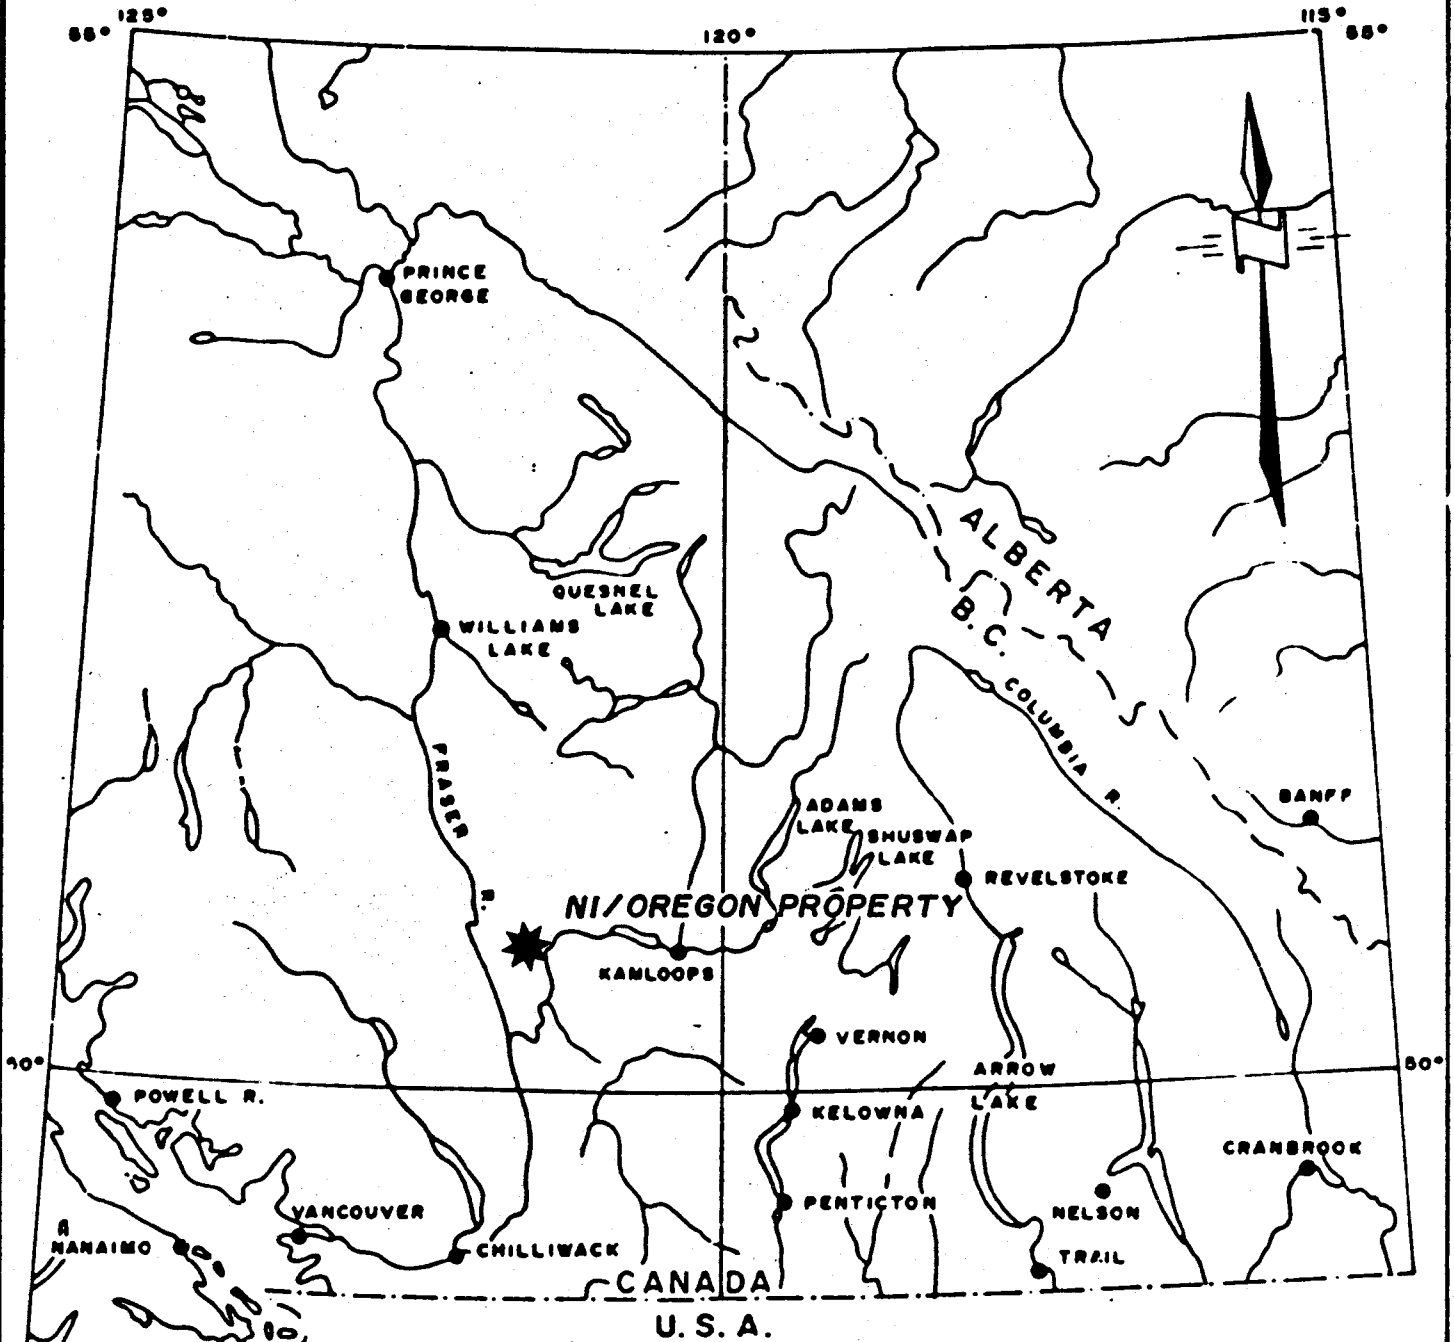 125°
55°
120°
115°
55°
PRINCE
GEORGE
QUESNEL
LAKE
WILLIAMS
LAKE
ALBERTA
B.C.
COLUMBIA R.
FRASER R.
BANFF
ADAMS
LAKE
SHUSWAP
LAKE
REVELSTOKE
NI/OREGON PROPERTY
KAMLOOPS
VERNON
50°
ARROW
LAKE
POWELL R.
KELOWNA
CRANBROOK
PENTICTON
NELSON
VANCOUVER
NANAIMO
CHILLIWACK
TRAIL
CANADA
U.S.A.